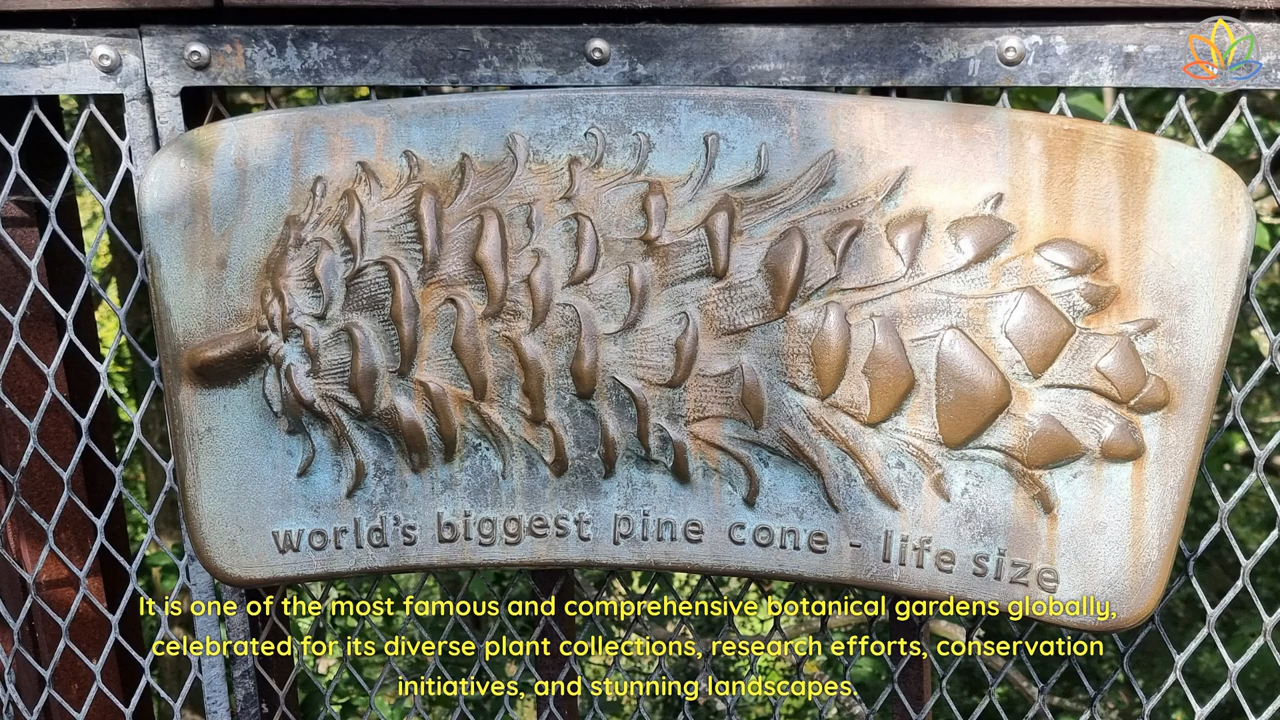 world's biggest pine cone - life size
It is one of the most famous and comprehensive botanical gardens globally,
celebrated for its diverse plant collections, research efforts, conservation
initiatives, and stunning landscapes.